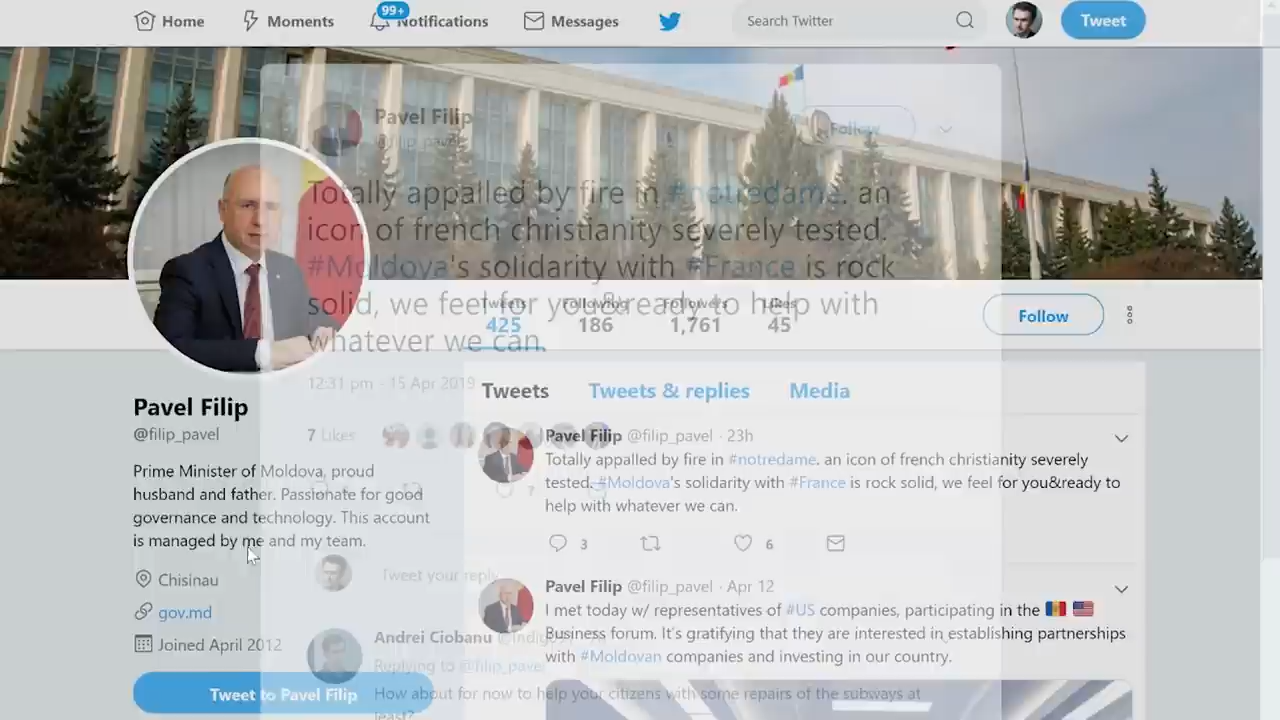 Home
Moments
99+
Notifications
Messages
Search Twitter
Tweet
Pavel Filip
@filip_pavel
Follow
Totally appalled by fire in #notredame. an
icon of french christianity severely tested.
#Moldova's solidarity with #France is rock
solid, we feel for you&ready to help with
whatever we can.
12:31 pm - 15 Apr 2019
7 Likes
7
Tweet your reply
Andrei Ciobanu
Replying to @filip_pavel
How about for now to help your citizens with some repairs of the subways at
least?
Tweets
425
Following
186
Followers
1,761
Likes
45
Follow
Pavel Filip
@filip_pavel
Prime Minister of Moldova, proud
husband and father. Passionate for good
governance and technology. This account
is managed by me and my team.
Chisinau
gov.md
Joined April 2012
Tweet to Pavel Filip
Tweets Tweets & replies Media
Pavel Filip @filip_pavel · 23h
Totally appalled by fire in #notredame. an icon of french christianity severely
tested. #Moldova's solidarity with #France is rock solid, we feel for you&ready to
help with whatever we can.
3 6
Pavel Filip @filip_pavel · Apr 12
I met today w/ representatives of #US companies, participating in the
Business forum. It's gratifying that they are interested in establishing partnerships
with #Moldovan companies and investing in our country.